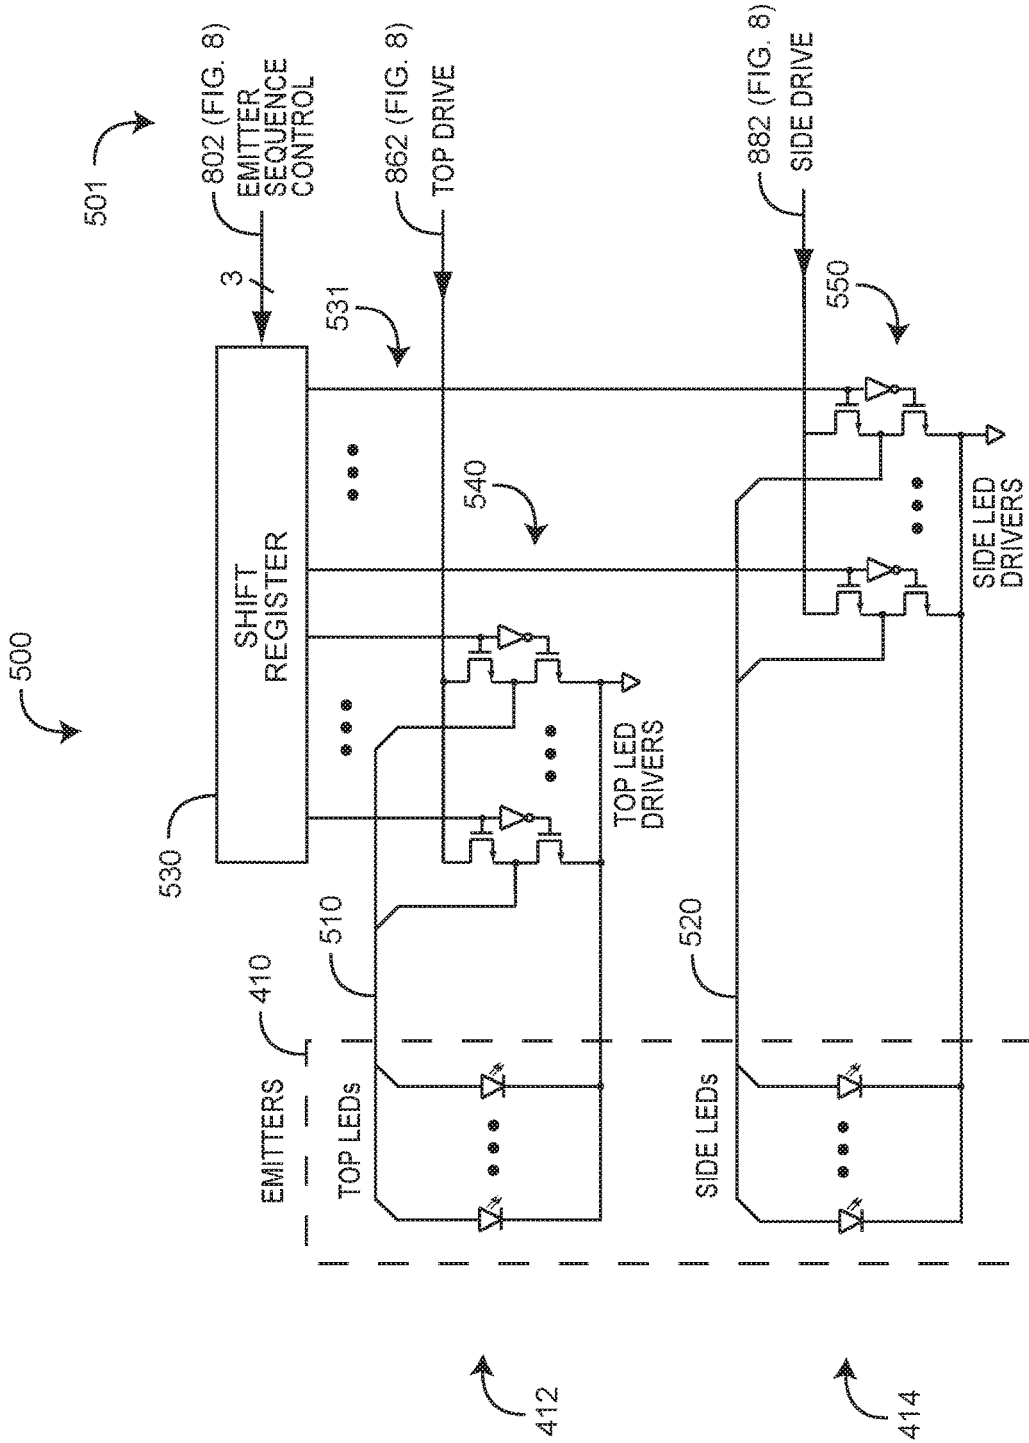 500
501
530
SHIFT
REGISTER
3
802 (FIG. 8)
EMITTER
SEQUENCE
CONTROL
531
862 (FIG. 8)
TOP DRIVE
410
EMITTERS
TOP LEDs
510
540
TOP LED
DRIVERS
412
882 (FIG. 8)
SIDE DRIVE
SIDE LEDs
520
550
SIDE LED
DRIVERS
414